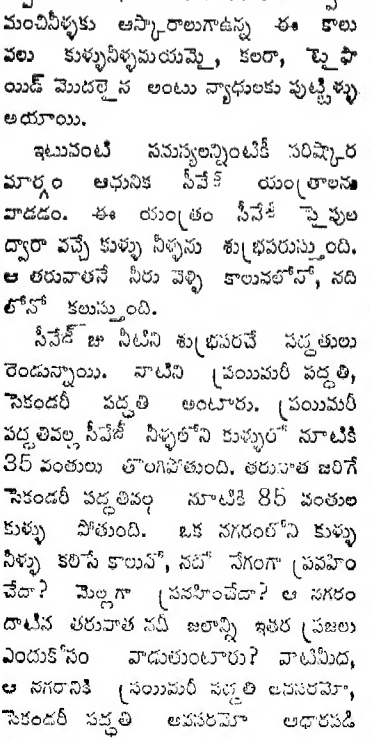 మంచినీళ్ళకు ఆస్కారాలుగాఉన్న ఈ కాలు
వలు కుళ్ళునీళ్ళమయమై, కలరా, టైఫా
యిడ్ మొదలైన అంటు వ్యాధులకు పుట్టిళ్ళు
అయాయి.
ఇటువంటి సమస్యలన్నింటికీ పరిష్కార
మార్గం ఆధునిక సీవేజ్ యంత్రాలను
వాడడం. ఈ యంత్రం సీవేజీ పైపుల
ద్వారా వచ్చే కుళ్ళు నీళ్ళను శుభ్రపరుస్తుంది.
ఆ తరువాతనే నీరు వెళ్ళి కాలువలోనో, నది
లోనో కలుస్తుంది.
సీవేజ్ జు నీటిని శుభ్రపరచే పద్ధతులు
రెండున్నాయి. వాటిని ప్రయిమరీ పద్ధతి,
సెకండరీ పద్ధతి అంటారు. ప్రయిమరీ
పద్ధతివల్ల సీవేజీ నీళ్ళలోని కుళ్ళులో నూటికి
35 వంతులు తొలగిపోతుంది. తరువాత జరిగే
సెకండరీ పద్ధతివల్ల నూటికి 85 వంతుల
కుళ్ళు పోతుంది. ఒక నగరంలోని కుళ్ళు
నీళ్ళు కలిసే కాలువో, నదో వేగంగా ప్రవహిం
చేదా? మెల్లగా ప్రవహించేదా? ఆ నగరం
దాటిన తరువాత నదీ జలాన్ని ఇతర ప్రజలు
ఎందుకోసం వాడుతుంటారు? వాటిమీద,
ఆ నగరానికి ప్రయిమరీ పద్ధతి అవసరమో,
సెకండరీ పద్ధతి అవసరమో ఆధారపడి